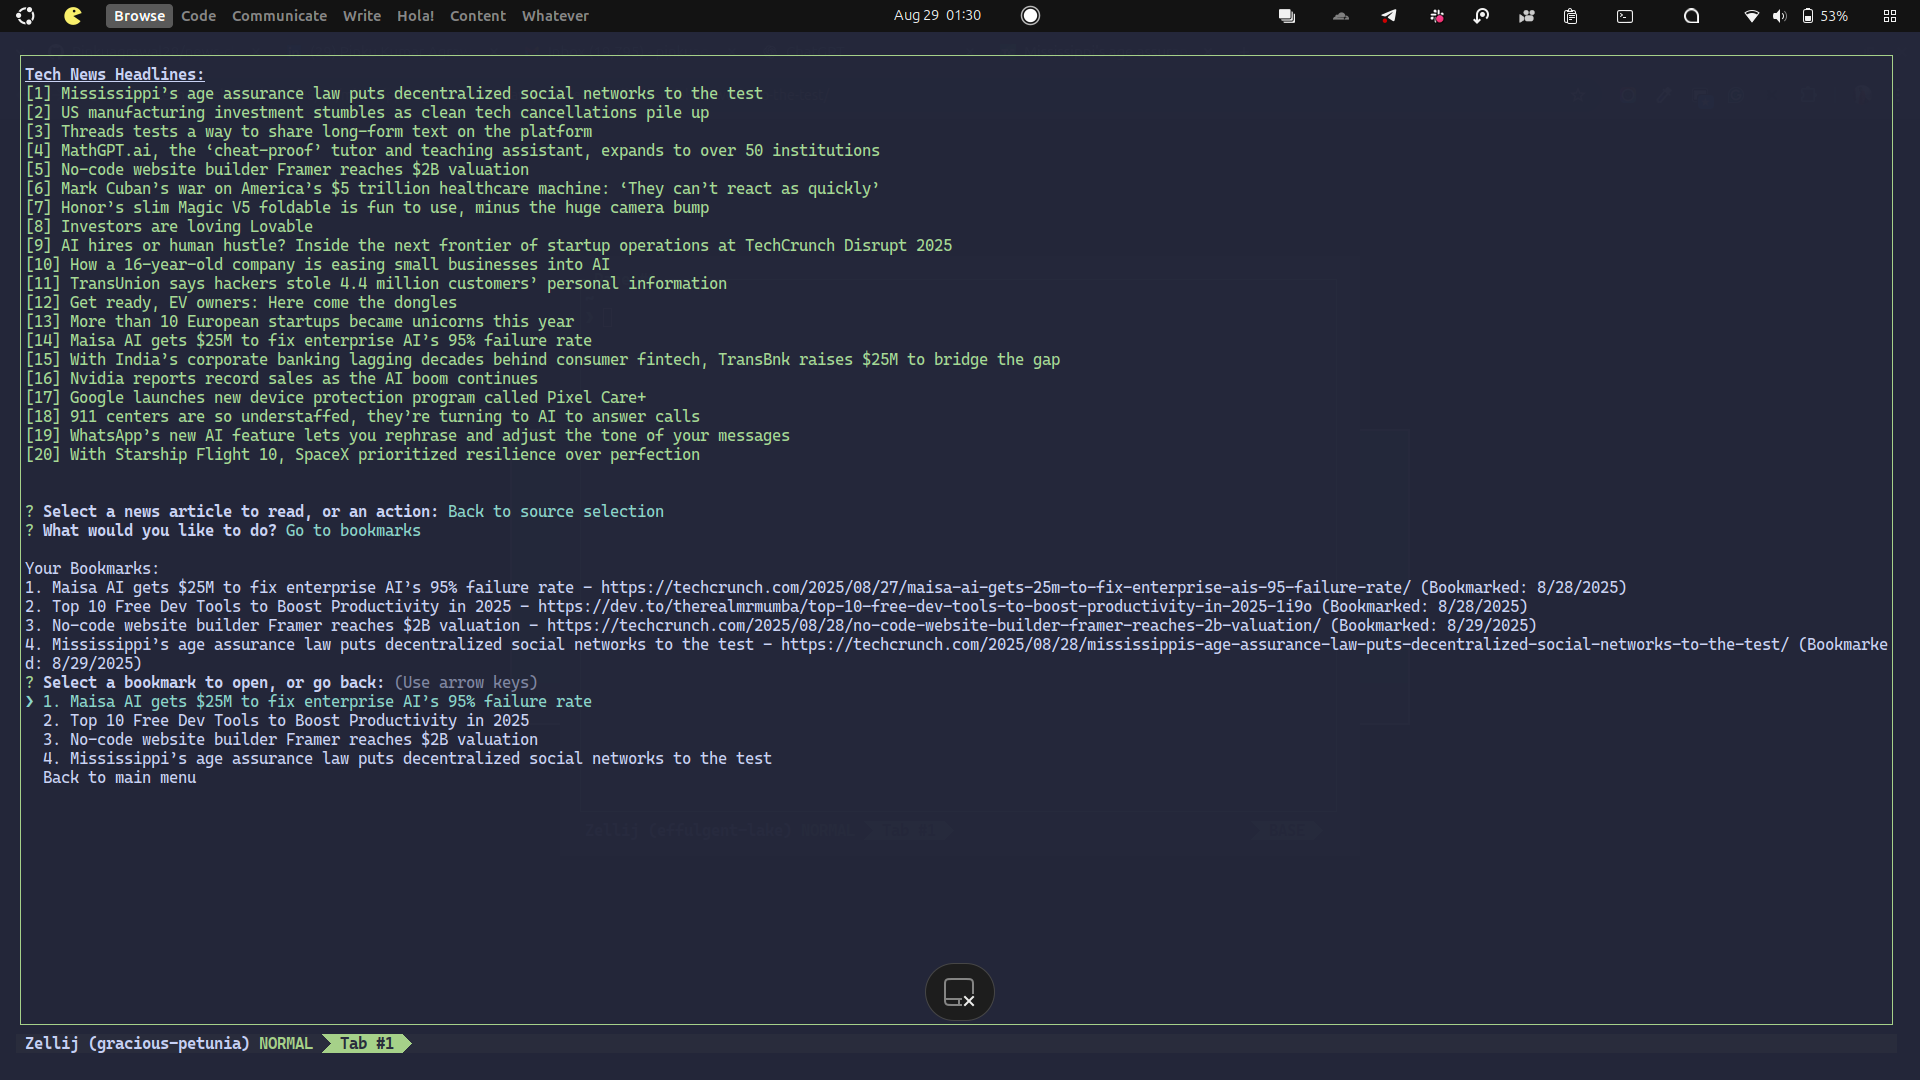 Browse Code Communicate Write Hola! Content Whatever Aug 29 01:30 53%
Tech News Headlines:
[1] Mississippi’s age assurance law puts decentralized social networks to the test
[2] US manufacturing investment stumbles as clean tech cancellations pile up
[3] Threads tests a way to share long-form text on the platform
[4] MathGPT.ai, the ‘cheat-proof’ tutor and teaching assistant, expands to over 50 institutions
[5] No-code website builder Framer reaches $2B valuation
[6] Mark Cuban’s war on America’s $5 trillion healthcare machine: ‘They can’t react as quickly’
[7] Honor’s slim Magic V5 foldable is fun to use, minus the huge camera bump
[8] Investors are loving Lovable
[9] AI hires or human hustle? Inside the next frontier of startup operations at TechCrunch Disrupt 2025
[10] How a 16-year-old company is easing small businesses into AI
[11] TransUnion says hackers stole 4.4 million customers’ personal information
[12] Get ready, EV owners: Here come the dongles
[13] More than 10 European startups became unicorns this year
[14] Maisa AI gets $25M to fix enterprise AI’s 95% failure rate
[15] With India’s corporate banking lagging decades behind consumer fintech, TransBnk raises $25M to bridge the gap
[16] Nvidia reports record sales as the AI boom continues
[17] Google launches new device protection program called Pixel Care+
[18] 911 centers are so understaffed, they’re turning to AI to answer calls
[19] WhatsApp’s new AI feature lets you rephrase and adjust the tone of your messages
[20] With Starship Flight 10, SpaceX prioritized resilience over perfection
? Select a news article to read, or an action: Back to source selection
? What would you like to do? Go to bookmarks
Your Bookmarks:
1. Maisa AI gets $25M to fix enterprise AI’s 95% failure rate - https://techcrunch.com/2025/08/27/maisa-ai-gets-25m-to-fix-enterprise-ais-95-failure-rate/ (Bookmarked: 8/28/2025)
2. Top 10 Free Dev Tools to Boost Productivity in 2025 - https://dev.to/therealmrmumba/top-10-free-dev-tools-to-boost-productivity-in-2025-1i9o (Bookmarked: 8/28/2025)
3. No-code website builder Framer reaches $2B valuation - https://techcrunch.com/2025/08/28/no-code-website-builder-framer-reaches-2b-valuation/ (Bookmarked: 8/29/2025)
4. Mississippi’s age assurance law puts decentralized social networks to the test - https://techcrunch.com/2025/08/28/mississippis-age-assurance-law-puts-decentralized-social-networks-to-the-test/ (Bookmarke
d: 8/29/2025)
? Select a bookmark to open, or go back: (Use arrow keys)
❯ 1. Maisa AI gets $25M to fix enterprise AI’s 95% failure rate
2. Top 10 Free Dev Tools to Boost Productivity in 2025
3. No-code website builder Framer reaches $2B valuation
4. Mississippi’s age assurance law puts decentralized social networks to the test
Back to main menu
Zellij (gracious-petunia) NORMAL Tab #1